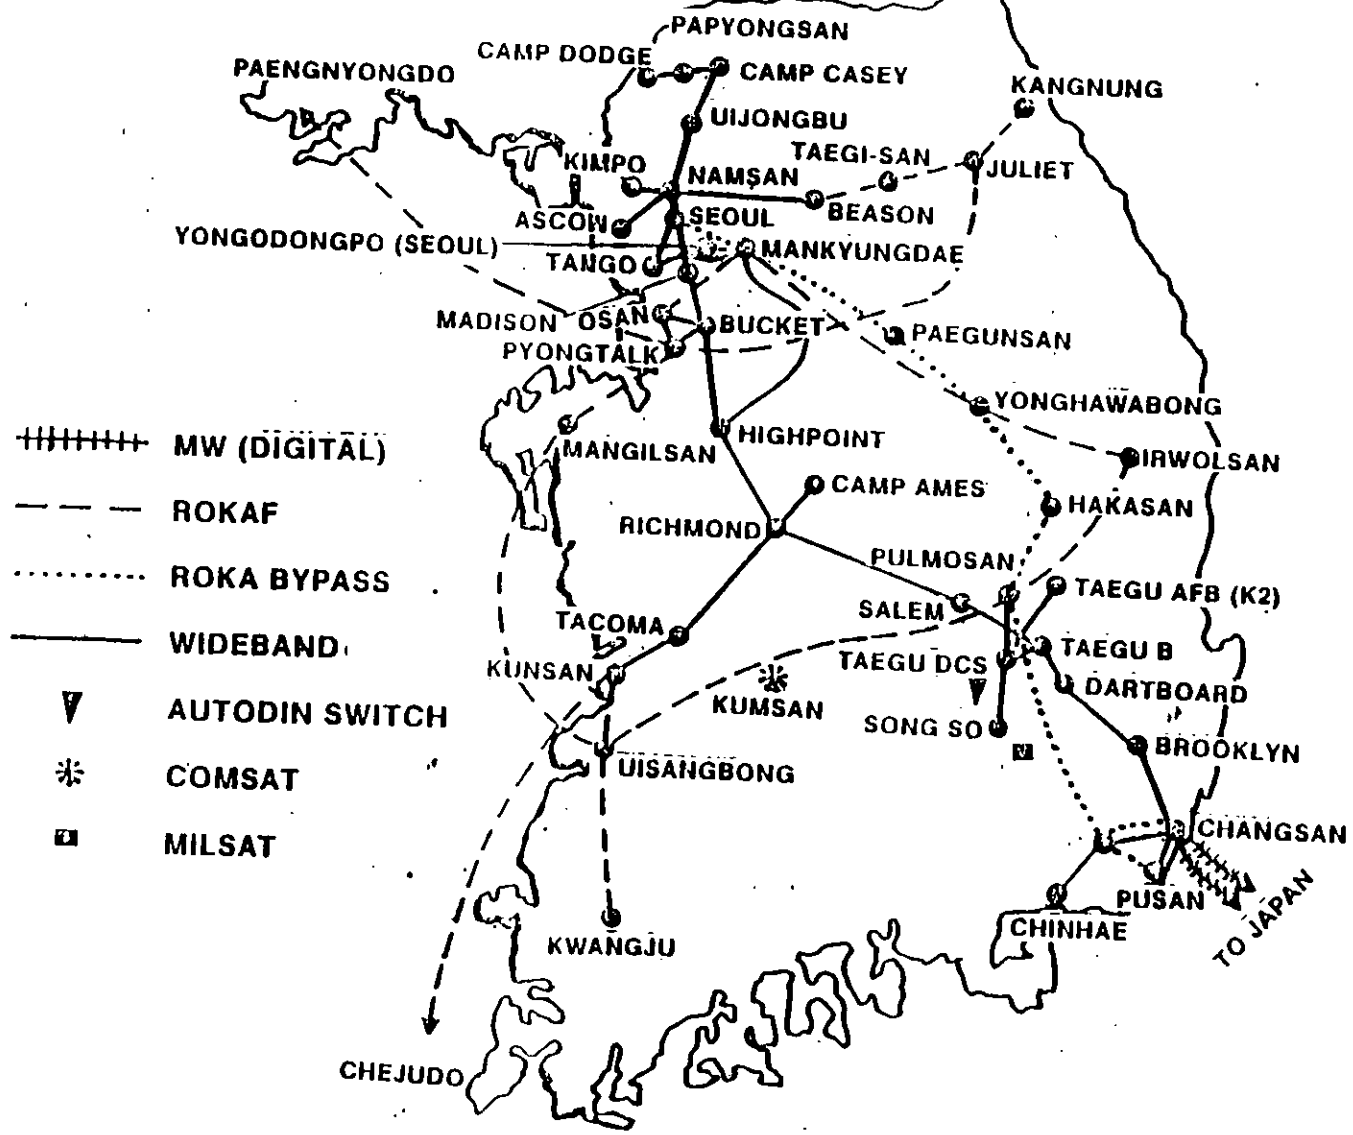 PAPYONGSAN
CAMP DODGE
PAENGNYONGDO
CAMP CASEY
KANGNUNG
UIJONGBU
TAEGI-SAN
KIMPO
NAMSAN
JULIET
ASCOM
SEOUL
BEASON
YONGODONGPO (SEOUL)
MANKYUNGDAE
TANGO
MADISON
OSAN
BUCKET
PAEGUNSAN
PYONGTALK
YONGHAWABONG
HIGHPOINT
MANGILSAN
IRWOLSAN
CAMP AMES
HAKASAN
RICHMOND
PULMOSAN
TAEGU AFB (K2)
SALEM
TACOMA
TAEGU B
KUNSAN
TAEGU DCS
DARTBOARD
KUMSAN
SONG SO
BROOKLYN
UISANGBONG
CHANGSAN
PUSAN
TO JAPAN
CHINHAE
KWANGJU
CHEJUDO
MW (DIGITAL)
ROKAF
ROKA BYPASS
WIDEBAND
AUTODIN SWITCH
COMSAT
MILSAT